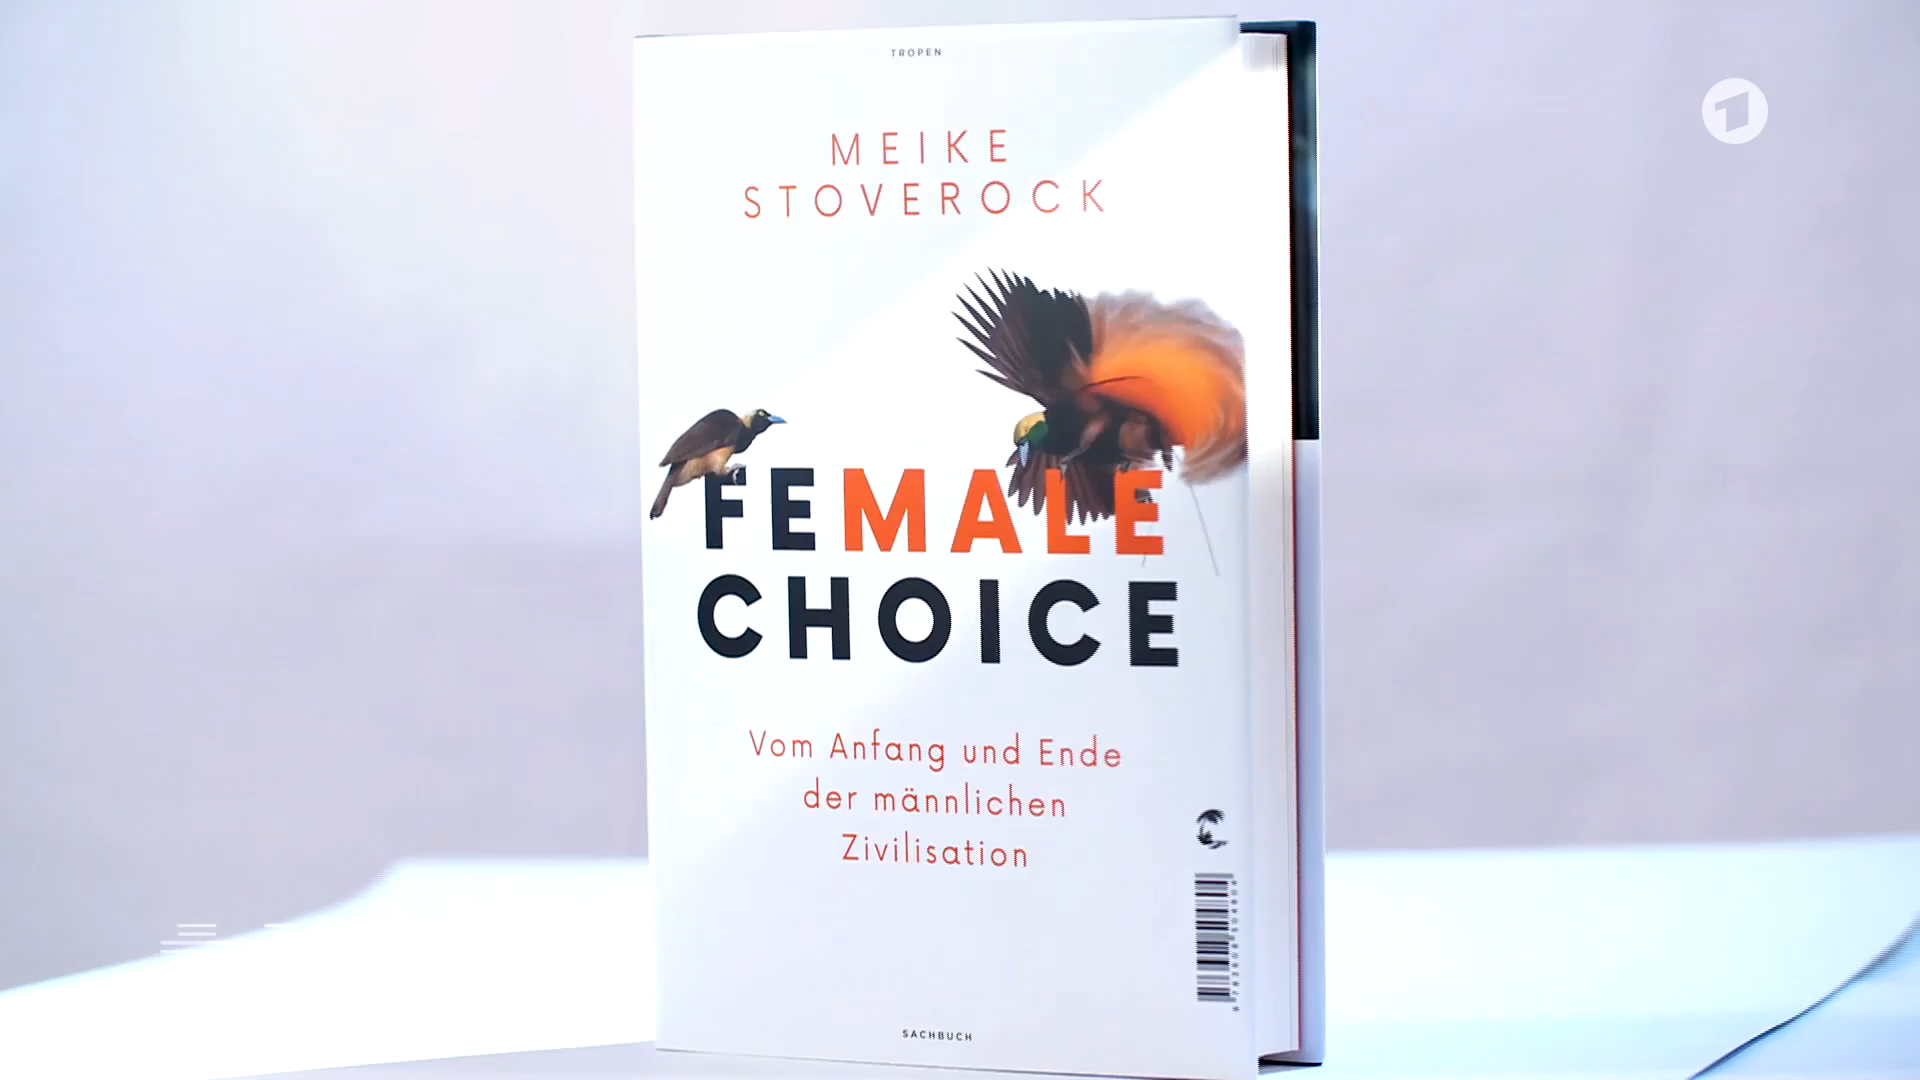 TROPEN
MEIKE
STOVEROCK
FEMALE
CHOICE
Vom Anfang und Ende
der männlichen
Zivilisation
SACHBUCH